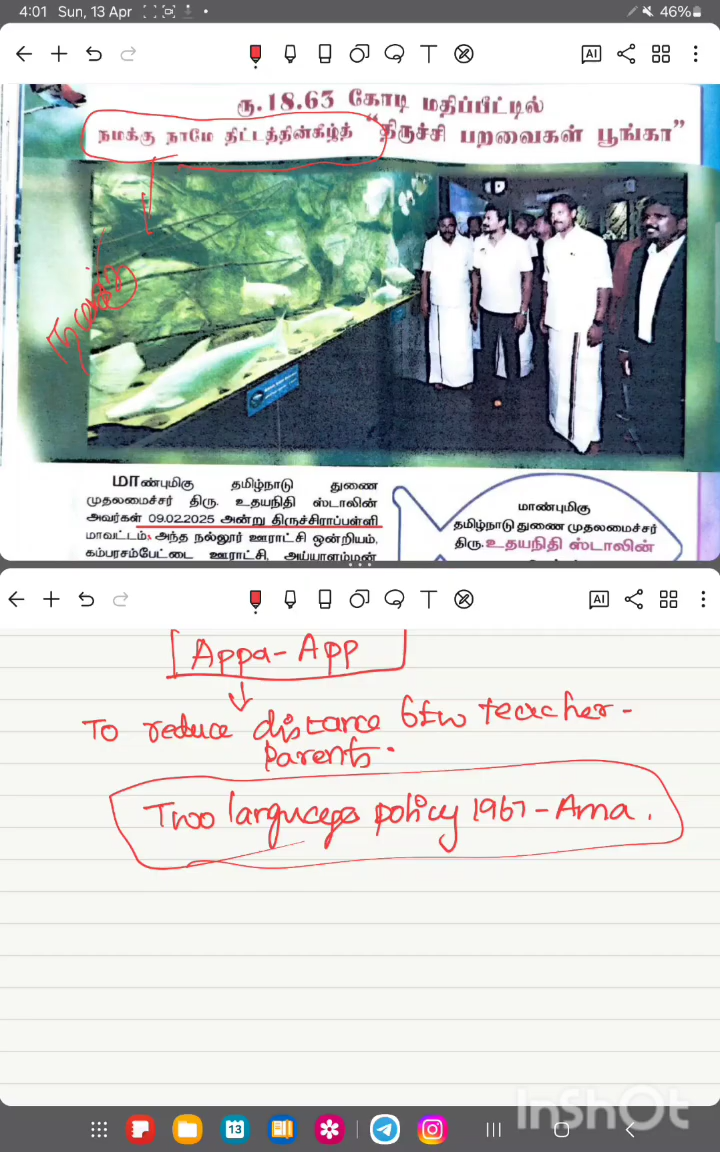 4:01 Sun, 13 Apr
46%
T
AI
ரூ.18.63 கோடி மதிப்பீட்டில்
நமக்கு நாமே திட்டத்தின்கீழ்த் “திருச்சி பறவைகள் பூங்கா”
மாண்புமிகு தமிழ்நாடு துணை
முதலமைச்சர் திரு. உதயநிதி ஸ்டாலின்
அவர்கள் 09.02.2025 அன்று திருச்சிராப்பள்ளி
மாவட்டம், அந்த நல்லூர் ஊராட்சி ஒன்றியம்,
கம்பரசம்பேட்டை ஊராட்சி, அய்யாளம்மன்
மாண்புமிகு
தமிழ்நாடு துணை முதலமைச்சர்
திரு.உதயநிதி ஸ்டாலின்
T
AI
Appa-App
To reduce distance btw teacher-
parents.
Two languages policy 1967-Anna.
13
InShOt